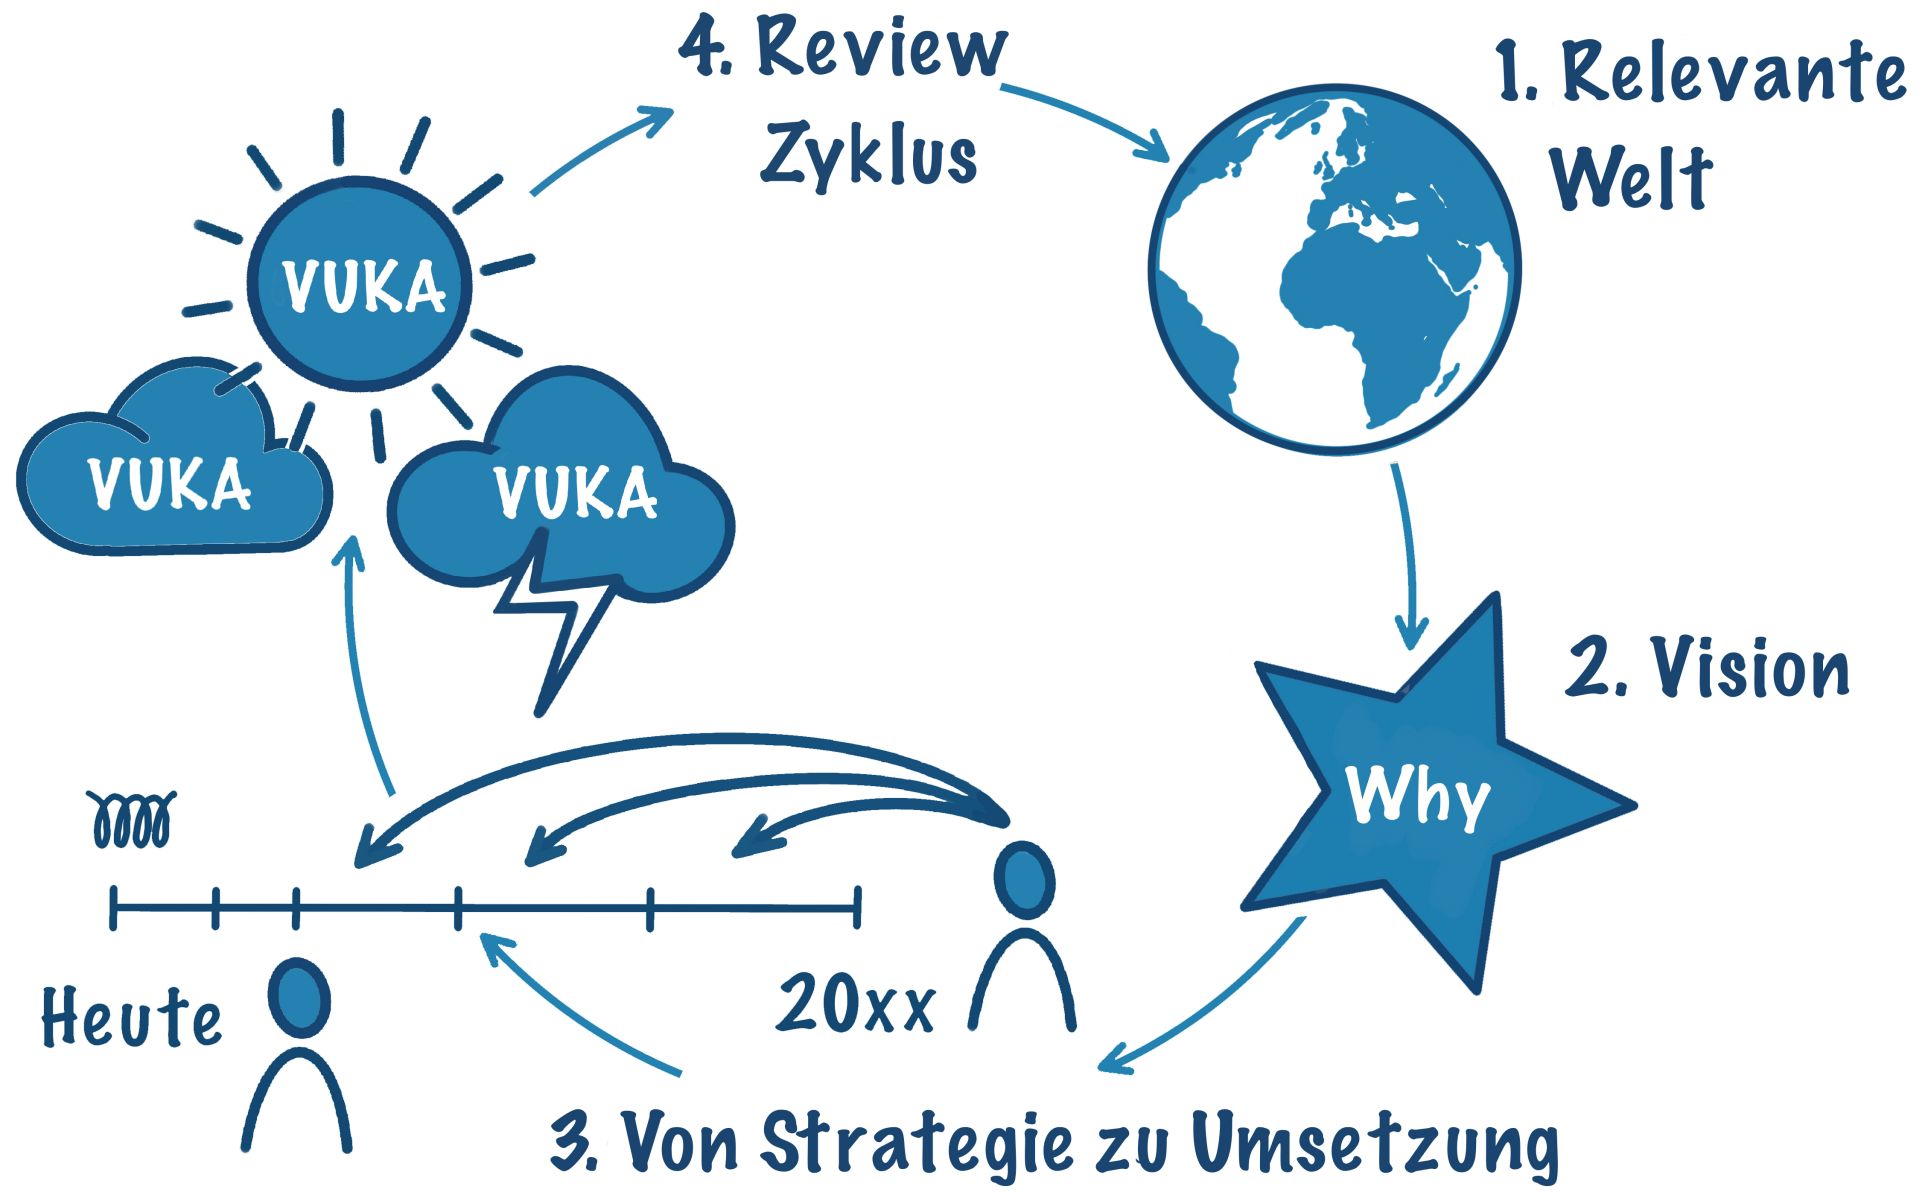 4. Review
Zyklus
1. Relevante
Welt
VUKA
VUKA
VUKA
2. Vision
Why
Heute
20xx
3. Von Strategie zu Umsetzung